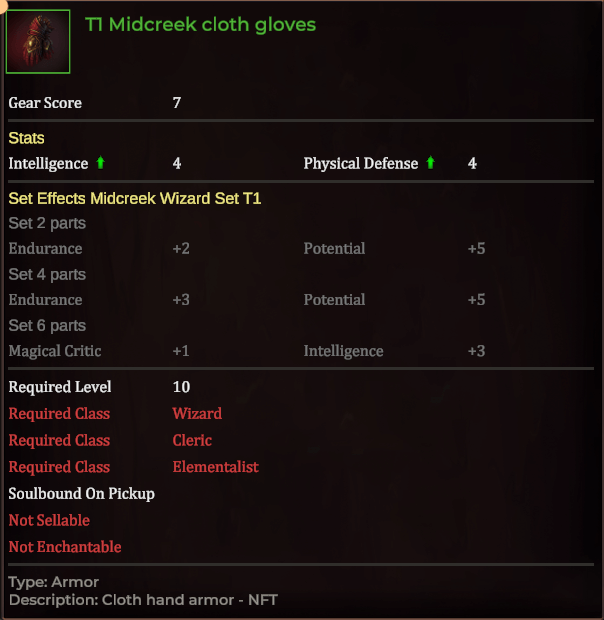 T1 Midcreek cloth gloves
Gear Score 7
Stats
Intelligence 4 Physical Defense 4
Set Effects Midcreek Wizard Set T1
Set 2 parts
Endurance +2 Potential +5
Set 4 parts
Endurance +3 Potential +5
Set 6 parts
Magical Critic +1 Intelligence +3
Required Level 10
Required Class Wizard
Required Class Cleric
Required Class Elementalist
Soulbound On Pickup
Not Sellable
Not Enchantable
Type: Armor
Description: Cloth hand armor - NFT